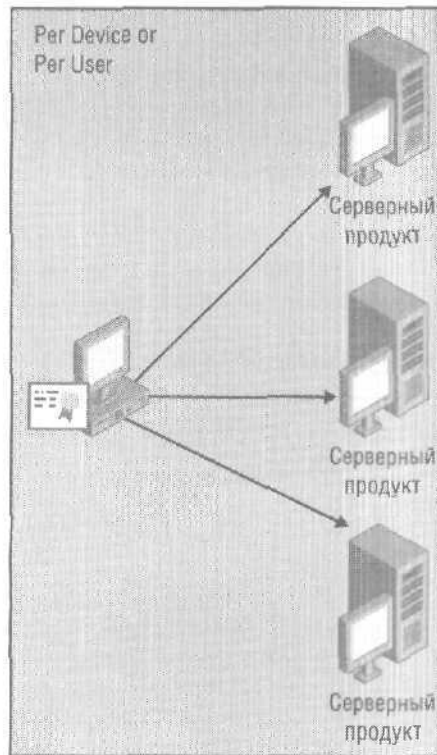 Per Device or
Per User
Серверный
продукт
Серверный
продукт
Серверный
продукт